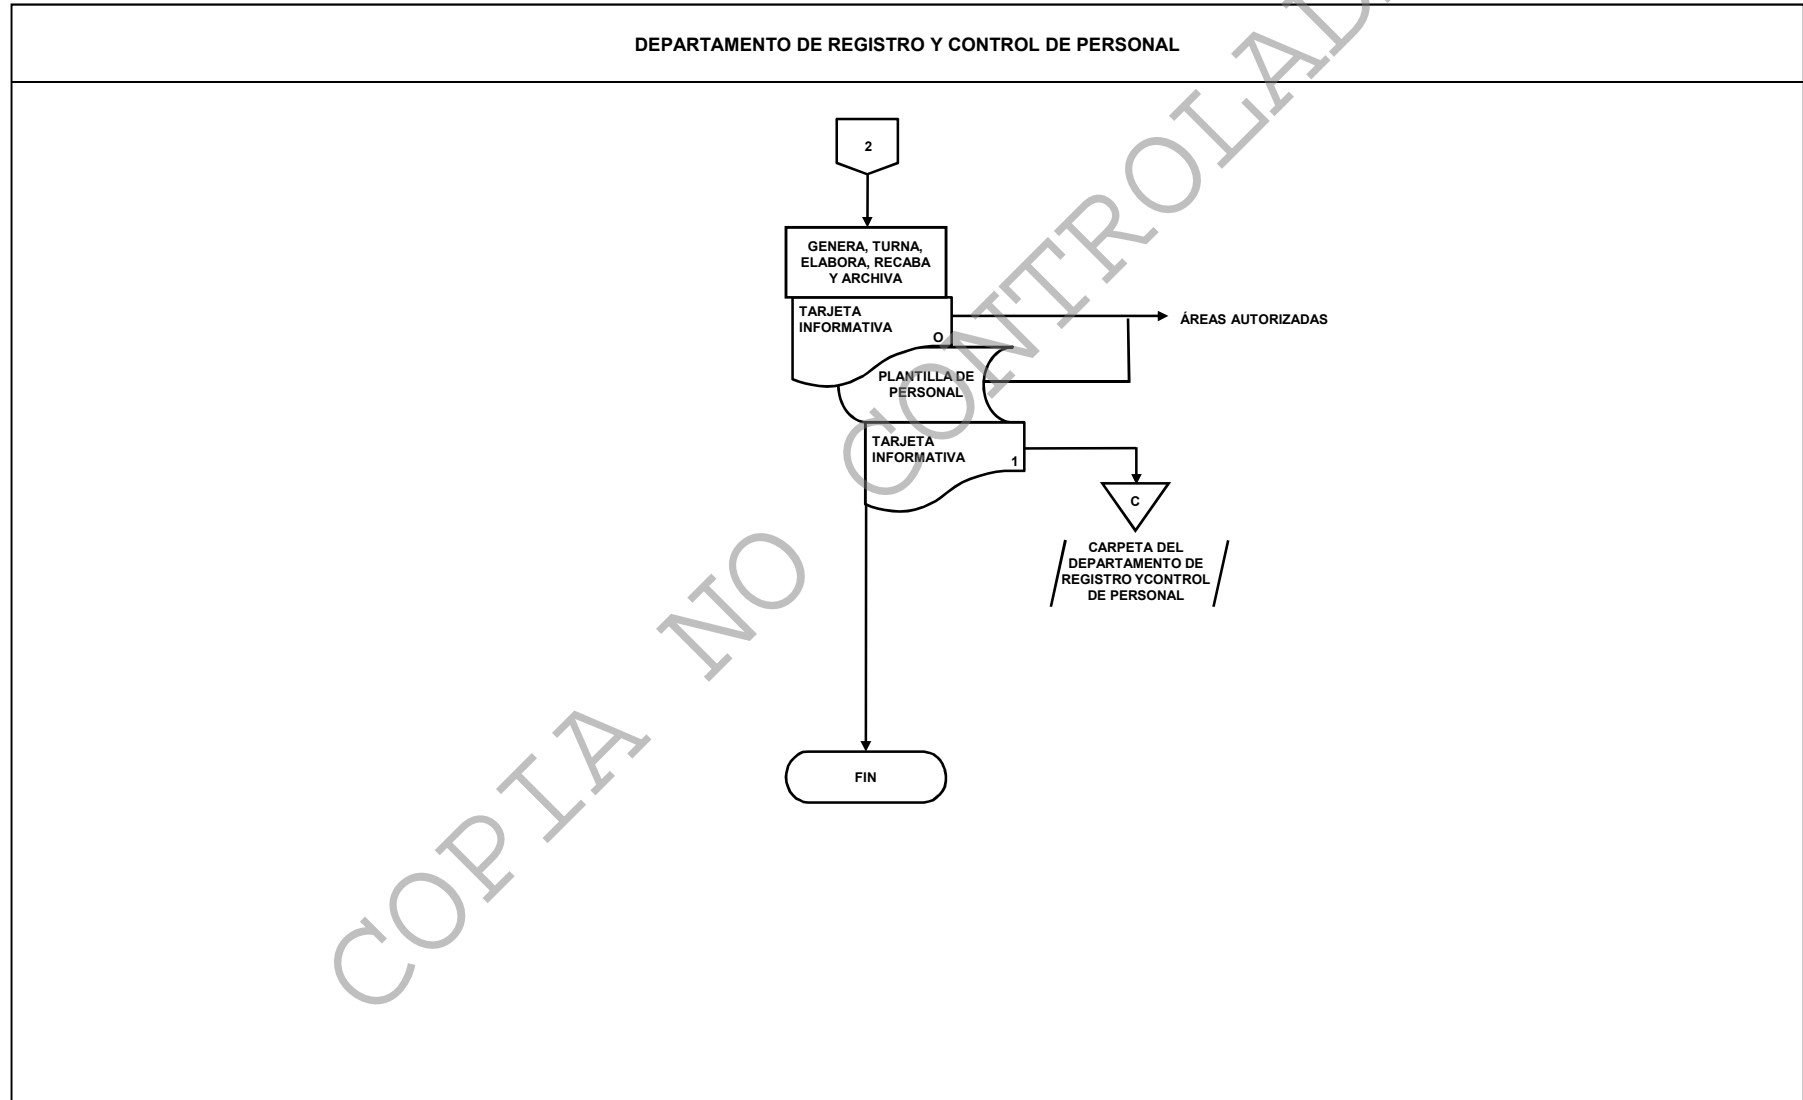 DEPARTAMENTO DE REGISTRO Y CONTROL DE PERSONAL
2
GENERA, TURNA,
ELABORA, RECABA
Y ARCHIVA
TARJETA
INFORMATIVA
O
ÁREAS AUTORIZADAS
PLANTILLA DE
PERSONAL
TARJETA
INFORMATIVA
1
C
CARPETA DEL
DEPARTAMENTO DE
REGISTRO YCONTROL
DE PERSONAL
FIN
COPIA NO CONTROLAD